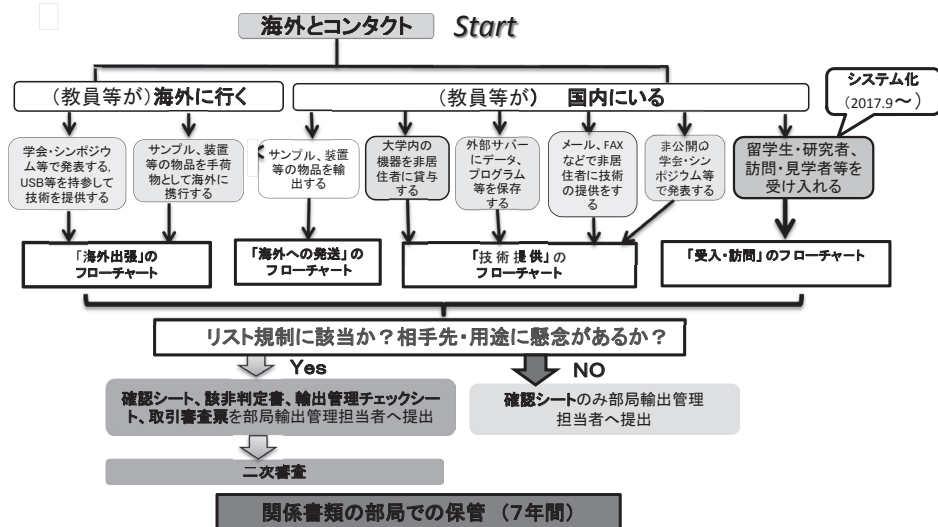 海外とコンタクト Start
(教員等が)海外に行く
(教員等が) 国内にいる
システム化
(2017.9～)
学会・シンポジウ
ム等で発表する、
USB等を持参して
技術を提供する
サンプル、装置
等の物品を手荷
物として海外に
携行する
サンプル、装置
等の物品を輸
出する
大学内の
機器を非居
住者に貸与
する
外部サーバー
にデータ、
プログラム
等を保存
する
メール、FAX
などで非居
住者に技術
の提供をす
る
非公開の
学会・シン
ポジウム等
で発表する
留学生・研究者、
訪問・見学者等を
受け入れる
「海外出張」の
フローチャート
「海外への発送」の
フローチャート
「技術提供」の
フローチャート
「受入・訪問」のフローチャート
リスト規制に該当か？相手先・用途に懸念があるか？
Yes
NO
確認シート、該非判定書、輸出管理チェックシー
ト、取引審査票を部局輸出管理担当者へ提出
確認シートのみ部局輸出管理
担当者へ提出
二次審査
関係書類の部局での保管 （7年間）